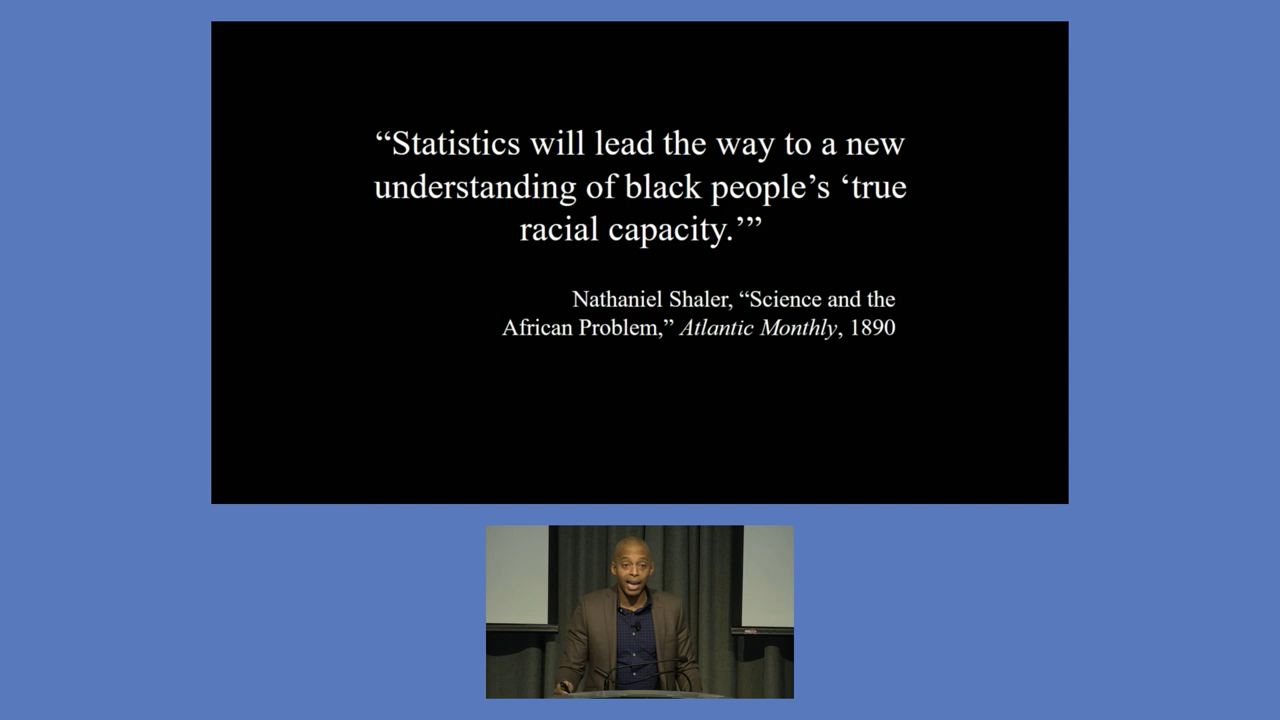 “Statistics will lead the way to a new
understanding of black people’s ‘true
racial capacity.’”
Nathaniel Shaler, “Science and the
African Problem,” Atlantic Monthly, 1890